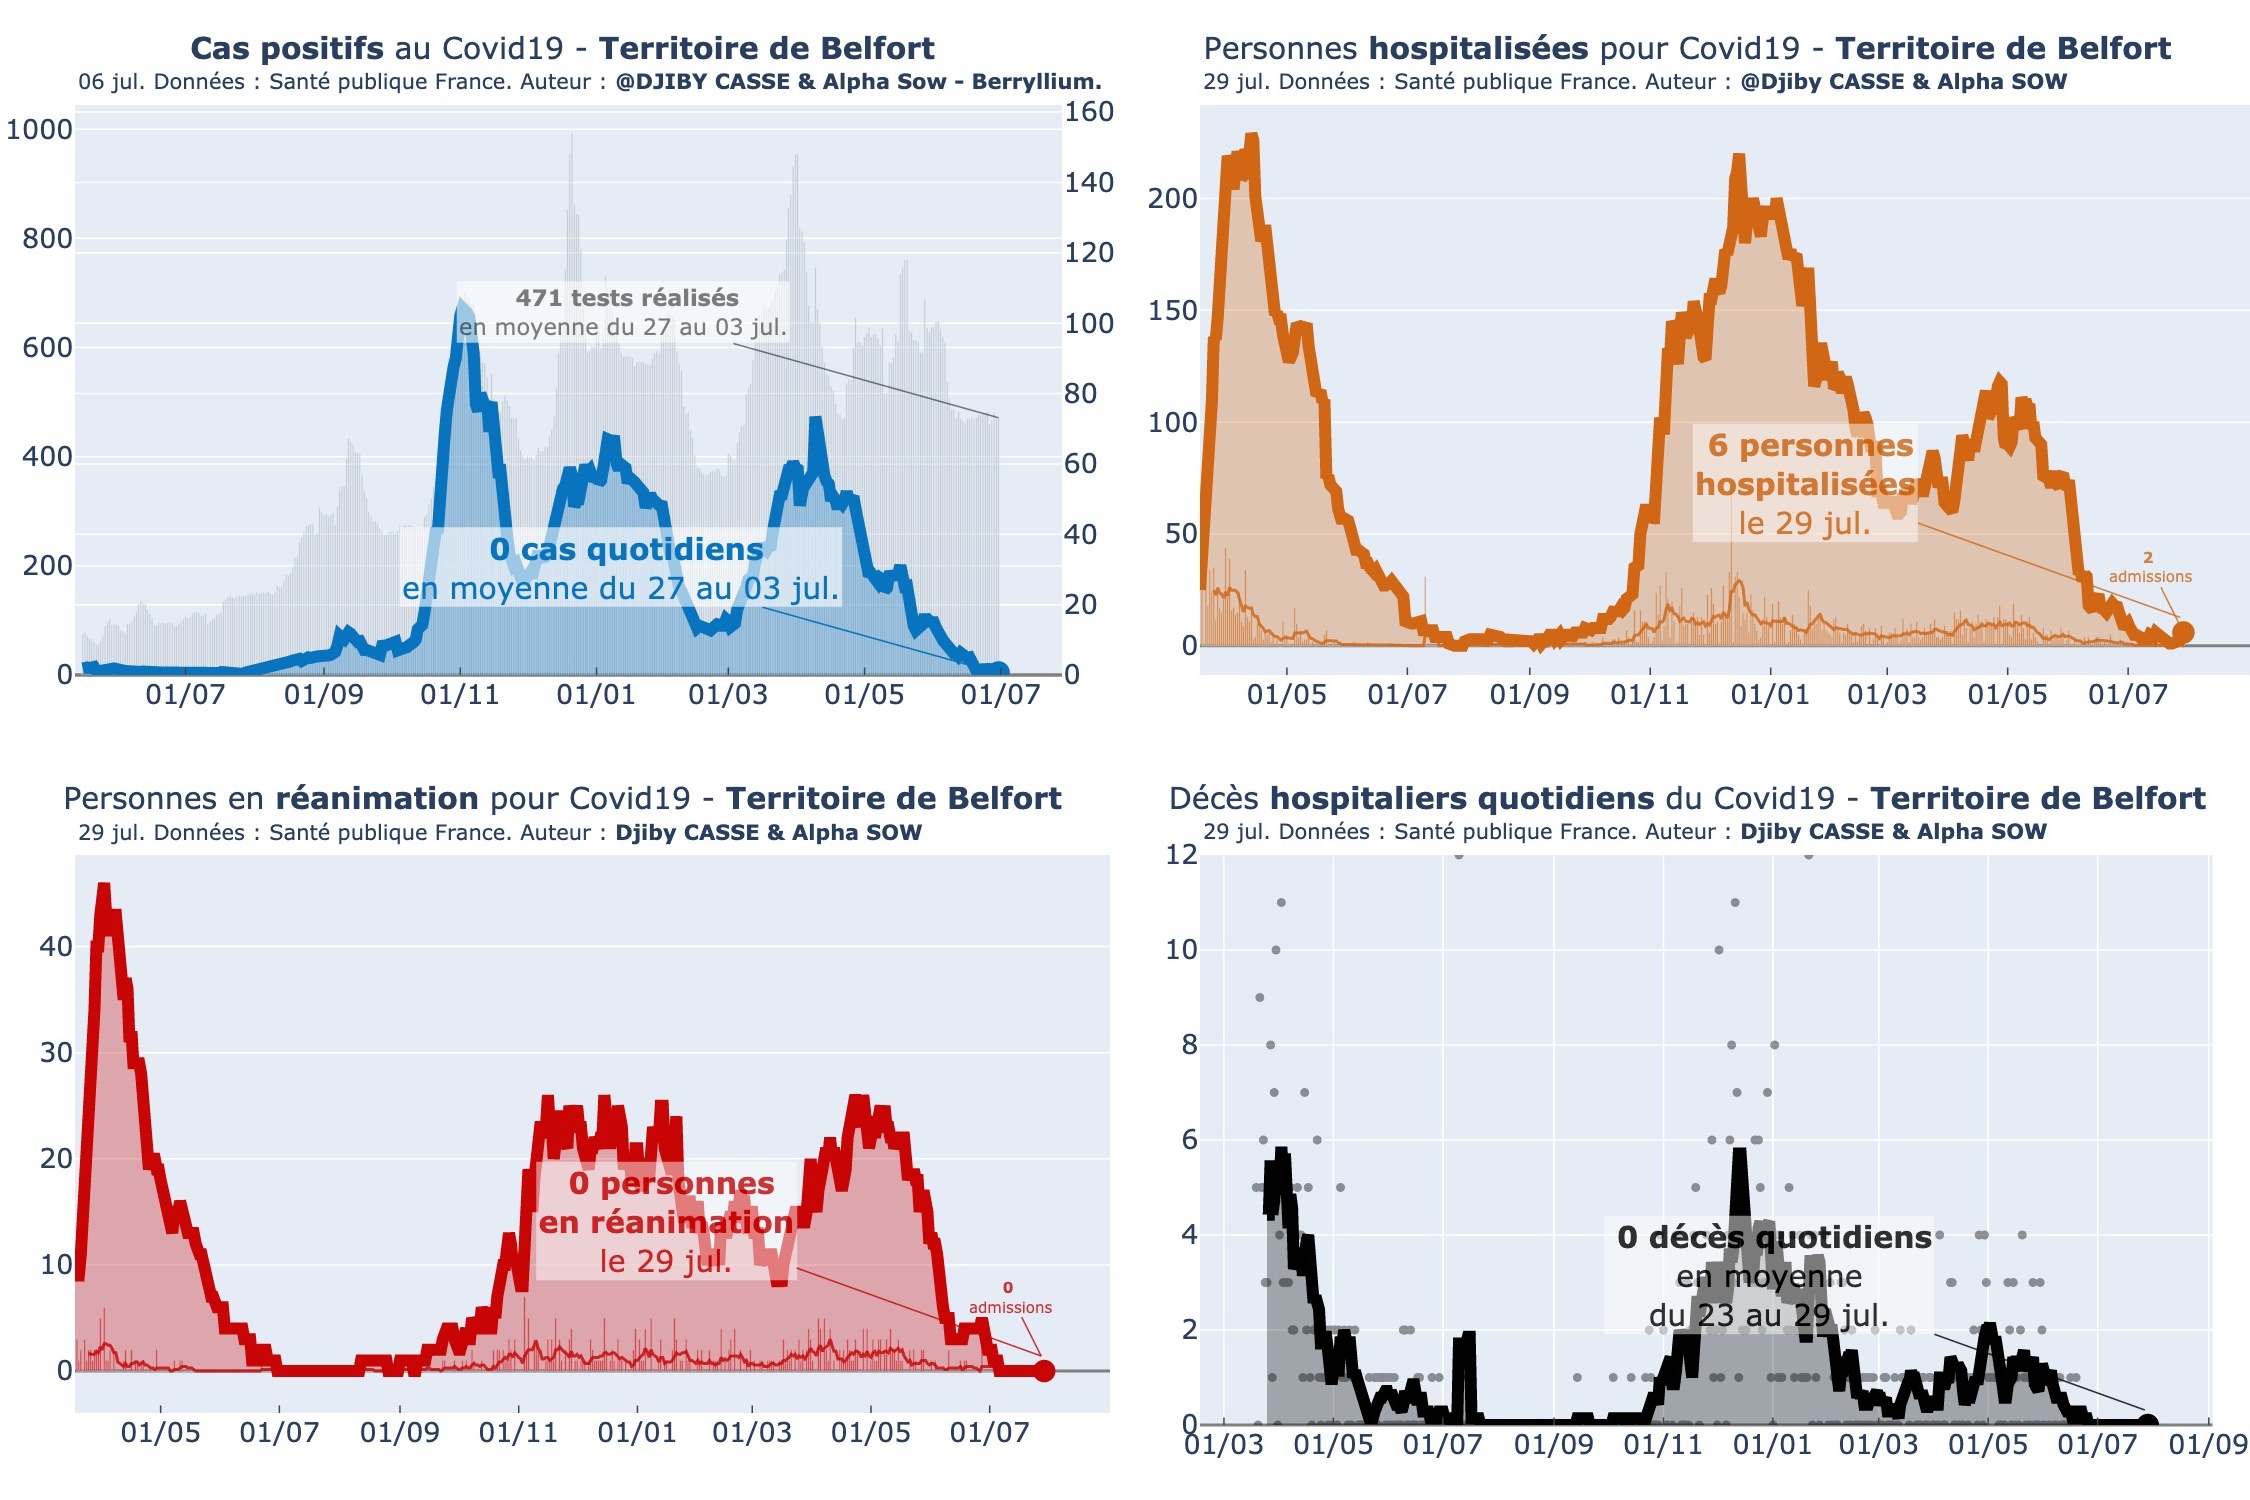 Cas positifs au Covid19 - Territoire de Belfort
06 jul. Données : Santé publique France. Auteur : @DJIBY CASSE & Alpha Sow - Berryllium.
1000
800
600
400
200
0
160
140
120
100
80
60
40
20
0
471 tests réalisés
en moyenne du 27 au 03 jul.
0 cas quotidiens
en moyenne du 27 au 03 jul.
01/07 01/09 01/11 01/01 01/03 01/05 01/07
Personnes hospitalisées pour Covid19 - Territoire de Belfort
29 jul. Données : Santé publique France. Auteur : @Djiby CASSE & Alpha SOW
200
150
100
50
0
6 personnes
hospitalisées
le 29 jul.
2
admissions
01/05 01/07 01/09 01/11 01/01 01/03 01/05 01/07
Personnes en réanimation pour Covid19 - Territoire de Belfort
29 jul. Données : Santé publique France. Auteur : Djiby CASSE & Alpha SOW
40
30
20
10
0
0 personnes
en réanimation
le 29 jul.
0
admissions
01/05 01/07 01/09 01/11 01/01 01/03 01/05 01/07
Décès hospitaliers quotidiens du Covid19 - Territoire de Belfort
29 jul. Données : Santé publique France. Auteur : Djiby CASSE & Alpha SOW
12
10
8
6
4
2
0
0 décès quotidiens
en moyenne
du 23 au 29 jul.
01/03 01/05 01/07 01/09 01/11 01/01 01/03 01/05 01/07 01/09